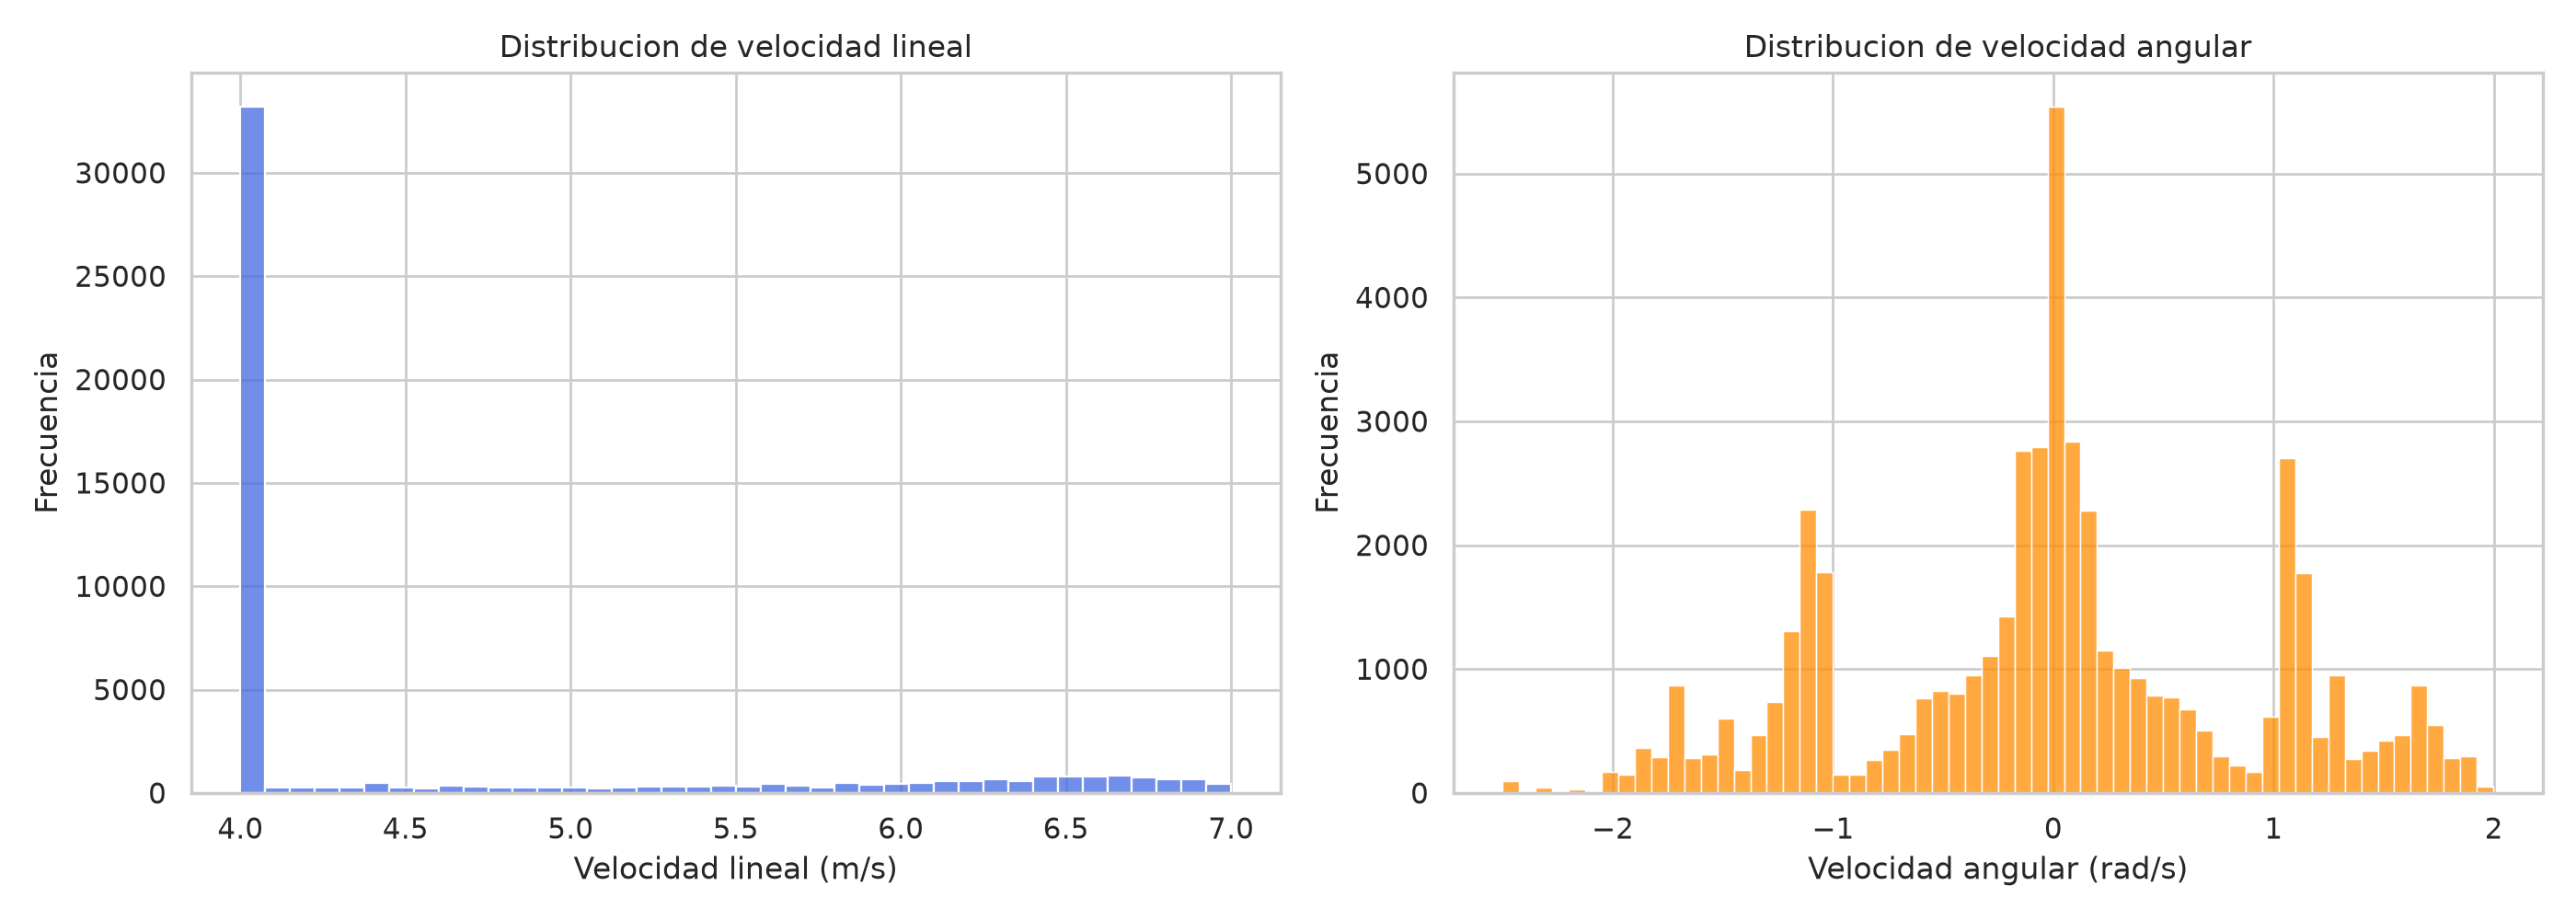 Distribucion de velocidad lineal
Frecuencia
30000
25000
20000
15000
10000
5000
0
4.0 4.5 5.0 5.5 6.0 6.5 7.0
Velocidad lineal (m/s)
Distribucion de velocidad angular
Frecuencia
5000
4000
3000
2000
1000
0
−2 −1 0 1 2
Velocidad angular (rad/s)